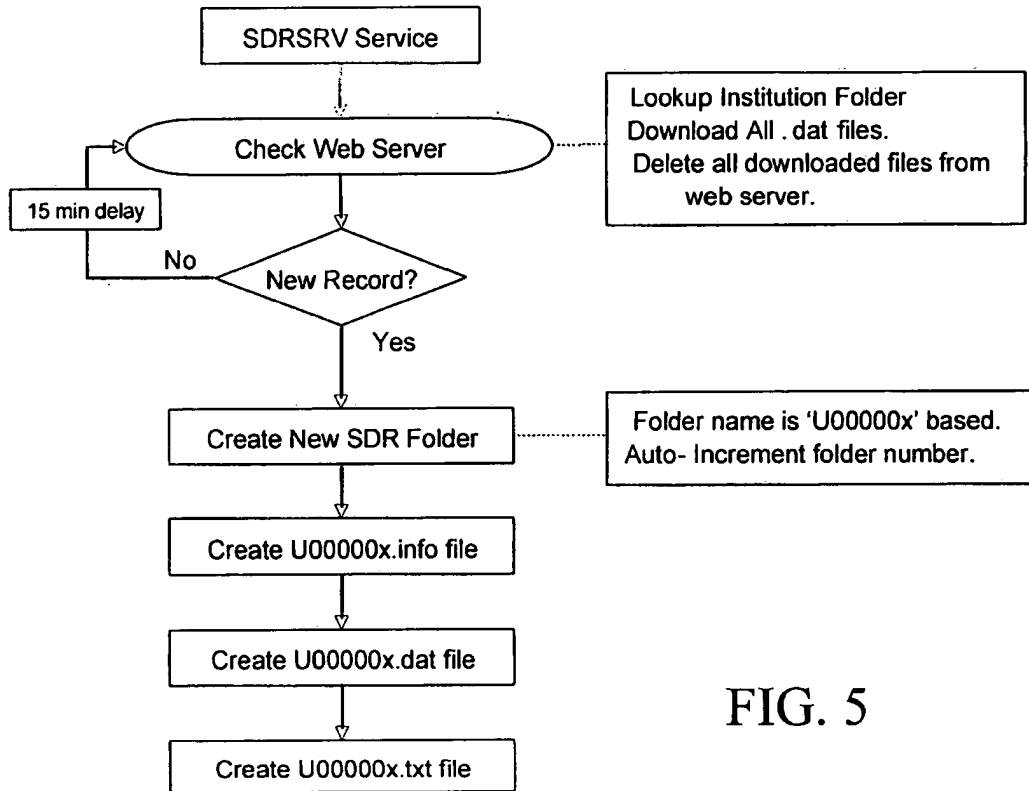 SDRSRV Service
Check Web Server
Lookup Institution Folder
Download All . dat files.
Delete all downloaded files from
web server.
15 min delay
No
New Record?
Yes
Create New SDR Folder
Folder name is ‘U00000x’ based.
Auto- Increment folder number.
Create U00000x.info file
Create U00000x.dat file
Create U00000x.txt file
FIG. 5